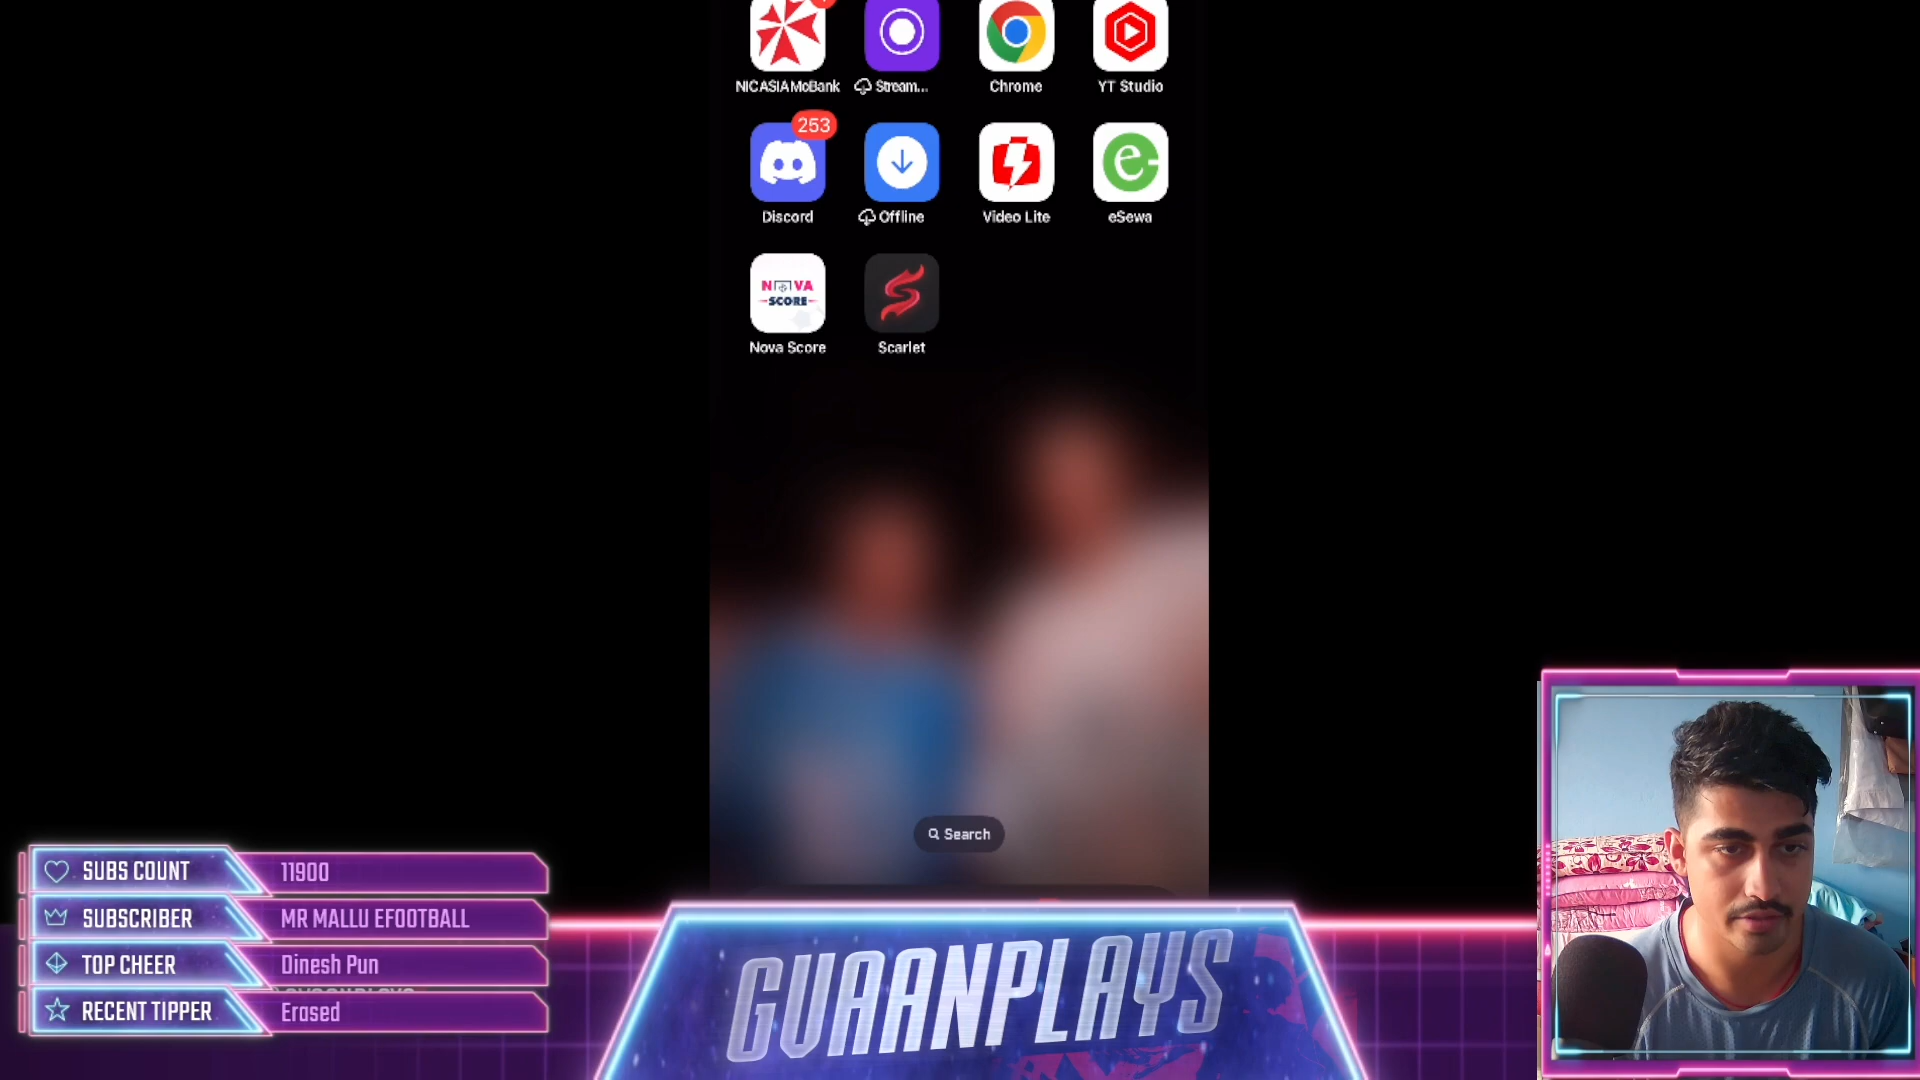 NICASIAMoBank Stream... Chrome YT Studio
253
Discord Offline Video Lite eSewa
NOVA
SCORE
Nova Score Scarlet
Search
SUBS COUNT 11900
SUBSCRIBER MR MALLU EFOOTBALL
TOP CHEER Dinesh Pun
RECENT TIPPER Erased
GVAANPLAYS